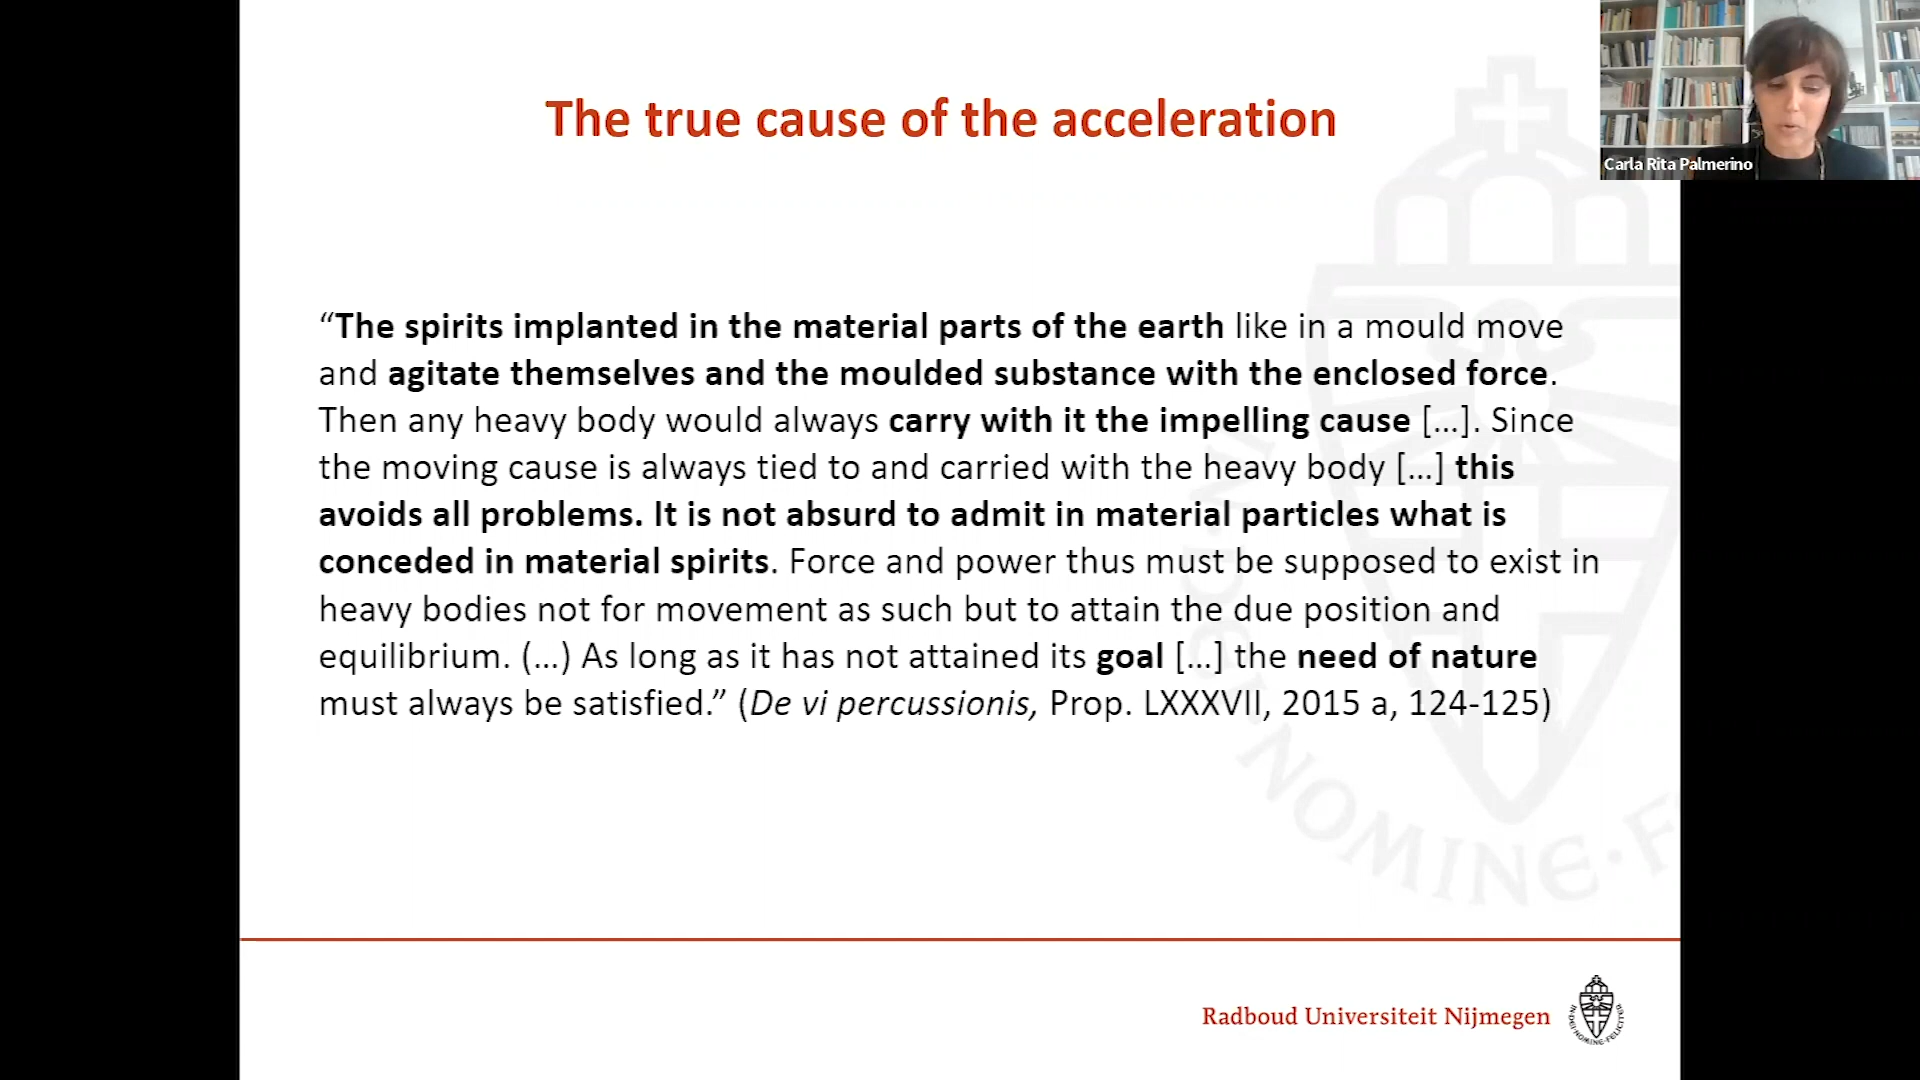 The true cause of the acceleration
Carla Rita Palmerino
“The spirits implanted in the material parts of the earth like in a mould move
and agitate themselves and the moulded substance with the enclosed force.
Then any heavy body would always carry with it the impelling cause […]. Since
the moving cause is always tied to and carried with the heavy body […] this
avoids all problems. It is not absurd to admit in material particles what is
conceded in material spirits. Force and power thus must be supposed to exist in
heavy bodies not for movement as such but to attain the due position and
equilibrium. (…) As long as it has not attained its goal […] the need of nature
must always be satisfied.” (De vi percussionis, Prop. LXXXVII, 2015 a, 124-125)
Radboud Universiteit Nijmegen
IN·DEI·NOMINE·FELICITER